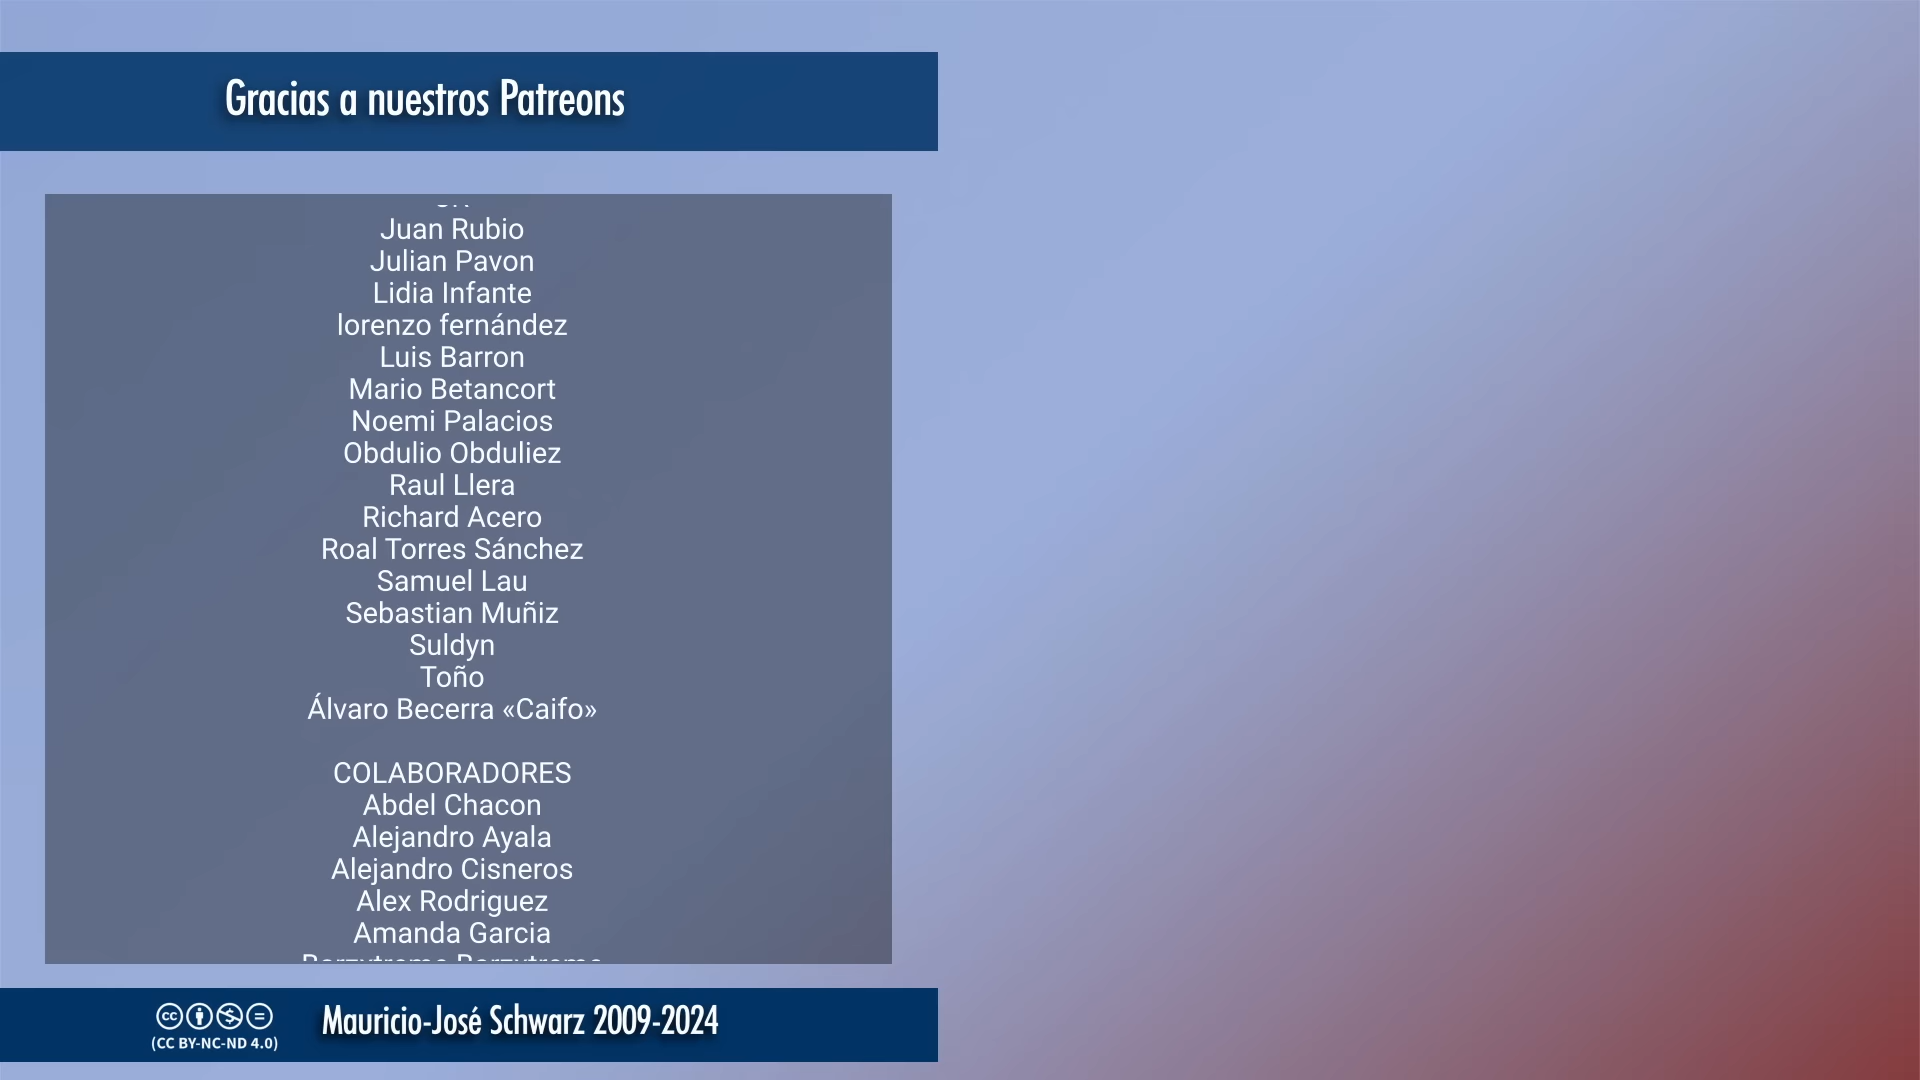 Gracias a nuestros Patreons
Juan Rubio
Julian Pavon
Lidia Infante
lorenzo fernández
Luis Barron
Mario Betancort
Noemi Palacios
Obdulio Obduliez
Raul Llera
Richard Acero
Roal Torres Sánchez
Samuel Lau
Sebastian Muñiz
Suldyn
Toño
Álvaro Becerra «Caifo»
COLABORADORES
Abdel Chacon
Alejandro Ayala
Alejandro Cisneros
Alex Rodriguez
Amanda Garcia
(CC BY-NC-ND 4.0)
Mauricio-José Schwarz 2009-2024